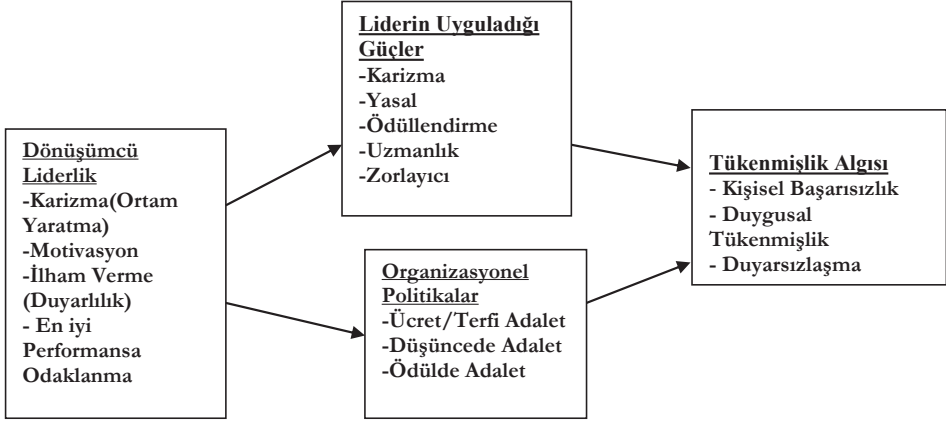 Dönüşümcü
Liderlik
-Karizma(Ortam
Yaratma)
-Motivasyon
-İlham Verme
(Duyarlılık)
- En iyi
Performansa
Odaklanma
Liderin Uyguladığı
Güçler
-Karizma
-Yasal
-Ödüllendirme
-Uzmanlık
-Zorlayıcı
Organizasyonel
Politikalar
-Ücret/Terfi Adalet
-Düşüncede Adalet
-Ödülde Adalet
Tükenmişlik Algısı
- Kişisel Başarısızlık
- Duygusal
Tükenmişlik
- Duyarsızlaşma